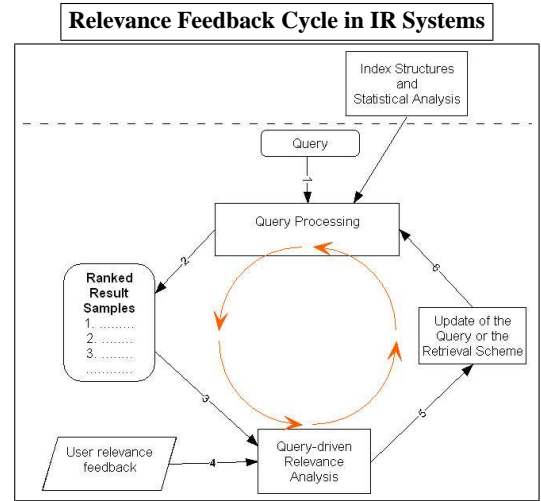 Relevance Feedback Cycle in IR Systems
Index Structures
and
Statistical Analysis
Query
1
Query Processing
2
6
Ranked
Result
Samples
1. .........
2. ........
3. ........
............
Update of the
Query or the
Retrieval Scheme
3
5
User relevance
feedback
4
Query-driven
Relevance
Analysis